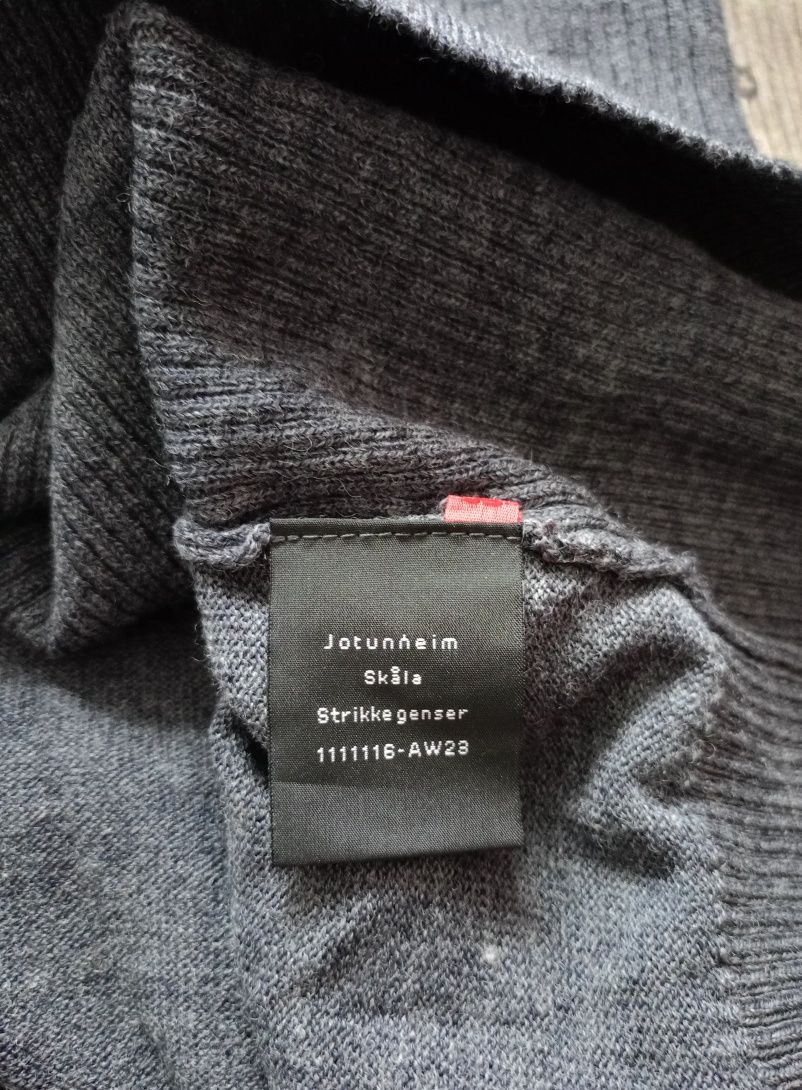 Jotunheim
Skåla
Strikkegenser
1111116-AW23